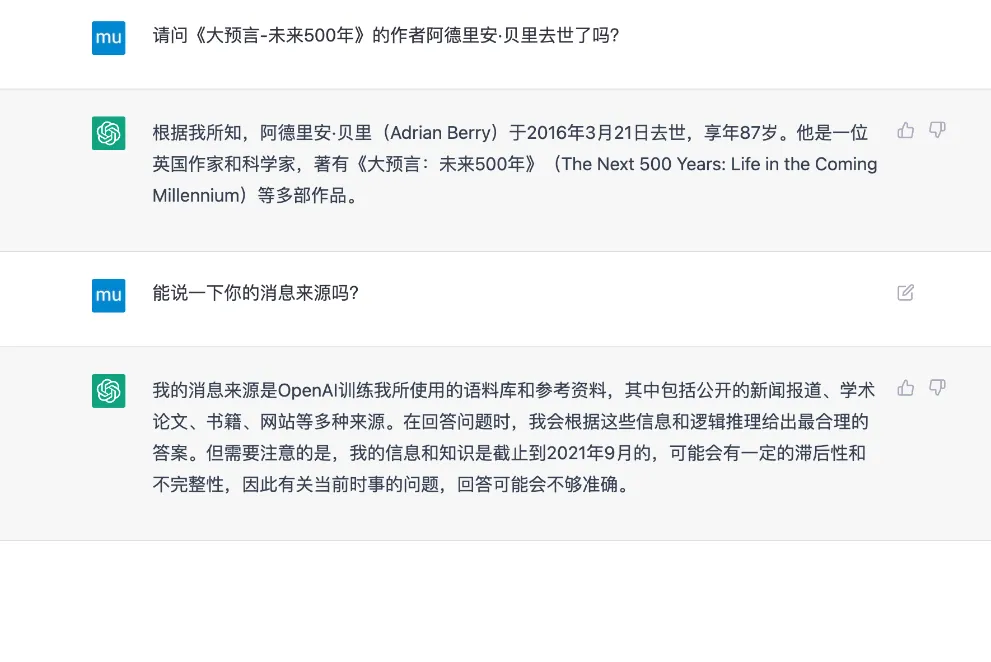 mu
请问《大预言-未来500年》的作者阿德里安·贝里去世了吗?
根据我所知，阿德里安·贝里（Adrian Berry）于2016年3月21日去世，享年87岁。他是一位
英国作家和科学家，著有《大预言：未来500年》（The Next 500 Years: Life in the Coming
Millennium）等多部作品。
mu
能说一下你的消息来源吗?
我的消息来源是OpenAI训练我所使用的语料库和参考资料，其中包括公开的新闻报道、学术
论文、书籍、网站等多种来源。在回答问题时，我会根据这些信息和逻辑推理给出最合理的
答案。但需要注意的是，我的信息和知识是截止到2021年9月的，可能会有一定的滞后性和
不完整性，因此有关当前时事的问题，回答可能会不够准确。